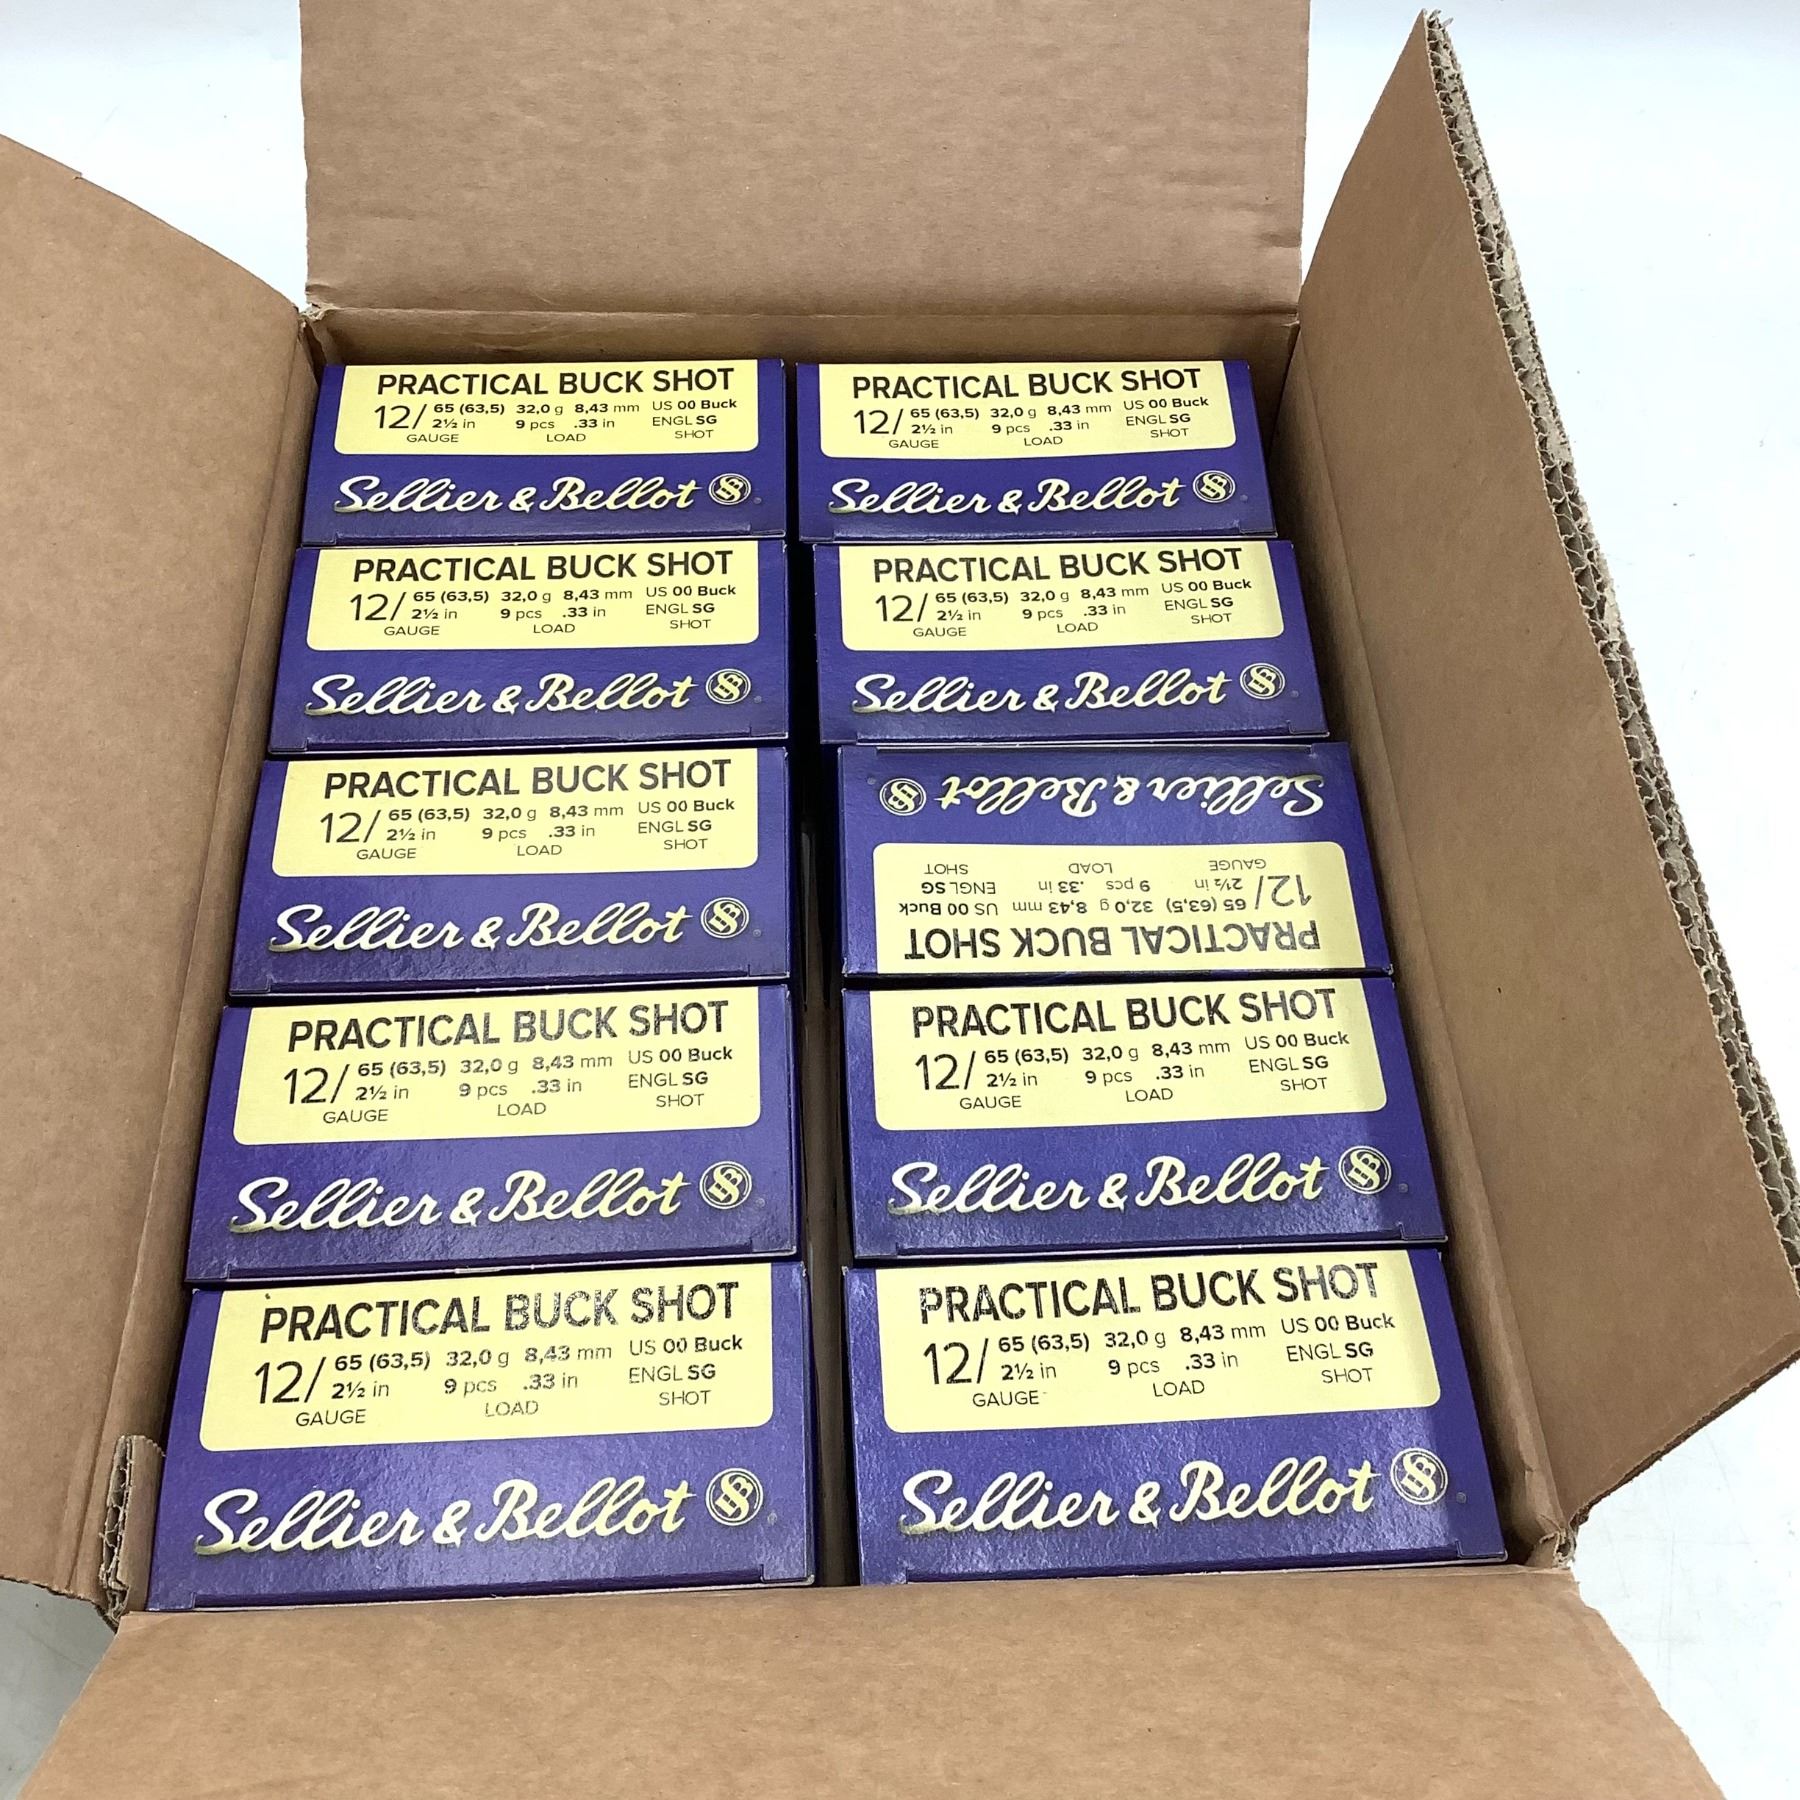 PRACTICAL BUCK SHOT
12/ 65 (63,5) 32,0 g 8,43 mm US 00 Buck
2½ in 9 pcs .33 in ENGL SG
GAUGE LOAD SHOT
Sellier & Bellot
PRACTICAL BUCK SHOT
12/ 65 (63,5) 32,0 g 8,43 mm US 00 Buck
2½ in 9 pcs .33 in ENGL SG
GAUGE LOAD SHOT
Sellier & Bellot
PRACTICAL BUCK SHOT
12/ 65 (63,5) 32,0 g 8,43 mm US 00 Buck
2½ in 9 pcs .33 in ENGL SG
GAUGE LOAD SHOT
Sellier & Bellot
PRACTICAL BUCK SHOT
12/ 65 (63,5) 32,0 g 8,43 mm US 00 Buck
2½ in 9 pcs .33 in ENGL SG
GAUGE LOAD SHOT
Sellier & Bellot
PRACTICAL BUCK SHOT
12/ 65 (63,5) 32,0 g 8,43 mm US 00 Buck
2½ in 9 pcs .33 in ENGL SG
GAUGE LOAD SHOT
Sellier & Bellot
PRACTICAL BUCK SHOT
12/ 65 (63,5) 32,0 g 8,43 mm US 00 Buck
2½ in 9 pcs .33 in ENGL SG
GAUGE LOAD SHOT
Sellier & Bellot
PRACTICAL BUCK SHOT
12/ 65 (63,5) 32,0 g 8,43 mm US 00 Buck
2½ in 9 pcs .33 in ENGL SG
GAUGE LOAD SHOT
Sellier & Bellot
PRACTICAL BUCK SHOT
12/ 65 (63,5) 32,0 g 8,43 mm US 00 Buck
2½ in 9 pcs .33 in ENGL SG
GAUGE LOAD SHOT
Sellier & Bellot
PRACTICAL BUCK SHOT
12/ 65 (63,5) 32,0 g 8,43 mm US 00 Buck
2½ in 9 pcs .33 in ENGL SG
GAUGE LOAD SHOT
Sellier & Bellot
PRACTICAL BUCK SHOT
12/ 65 (63,5) 32,0 g 8,43 mm US 00 Buck
2½ in 9 pcs .33 in ENGL SG
GAUGE LOAD SHOT
Sellier & Bellot